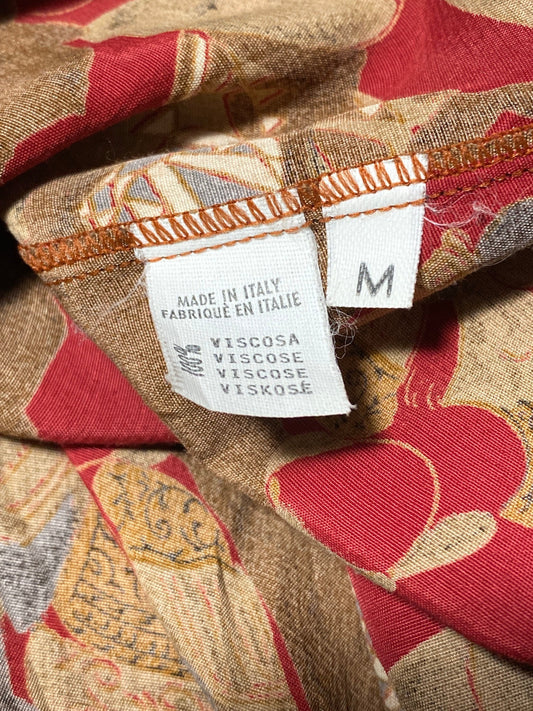 MADE IN ITALY
FABRIQUÉ EN ITALIE
100%
VISCOSA
VISCOSE
VISCOSE
VISKOSE
M